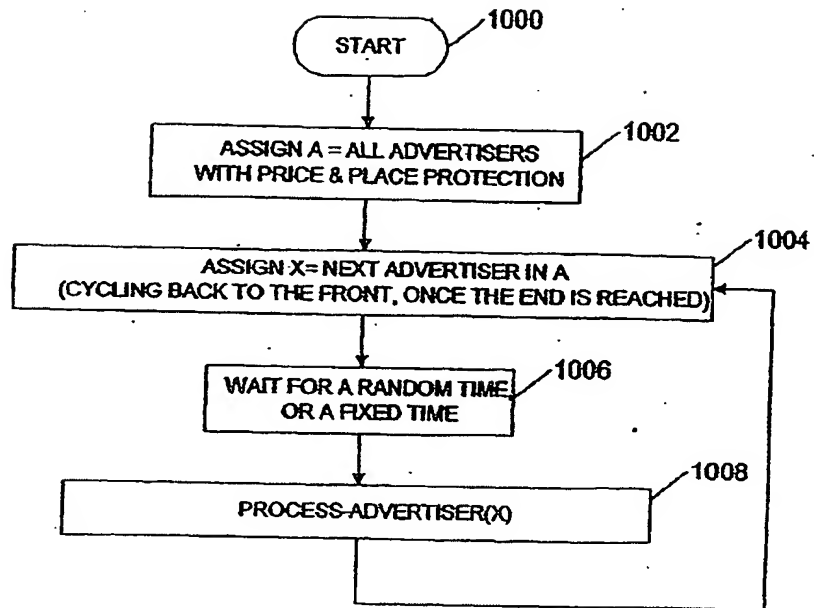 1000
START
1002
ASSIGN A = ALL ADVERTISERS
WITH PRICE & PLACE PROTECTION
1004
ASSIGN X= NEXT ADVERTISER IN A
(CYCLING BACK TO THE FRONT, ONCE THE END IS REACHED)
1006
WAIT FOR A RANDOM TIME
OR A FIXED TIME
1008
PROCESS-ADVERTISER(X)